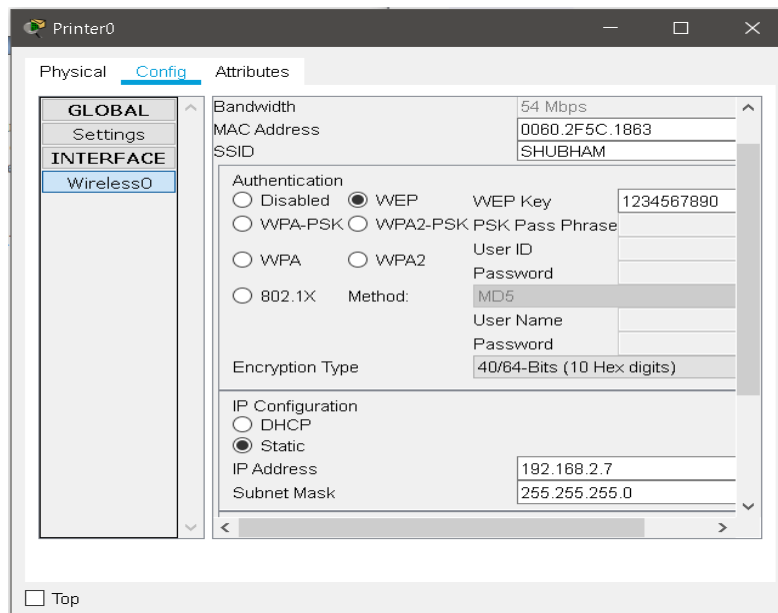 Printer0
Physical Config Attributes
GLOBAL
Settings
INTERFACE
Wireless0
Bandwidth 54 Mbps
MAC Address 0060.2F5C.1863
SSID SHUBHAM
Authentication
Disabled WEP WEP Key 1234567890
WPA-PSK WPA2-PSK PSK Pass Phrase
User ID
WPA WPA2
Password
802.1X Method: MD5
User Name
Password
Encryption Type 40/64-Bits (10 Hex digits)
IP Configuration
DHCP
Static
IP Address 192.168.2.7
Subnet Mask 255.255.255.0
Top